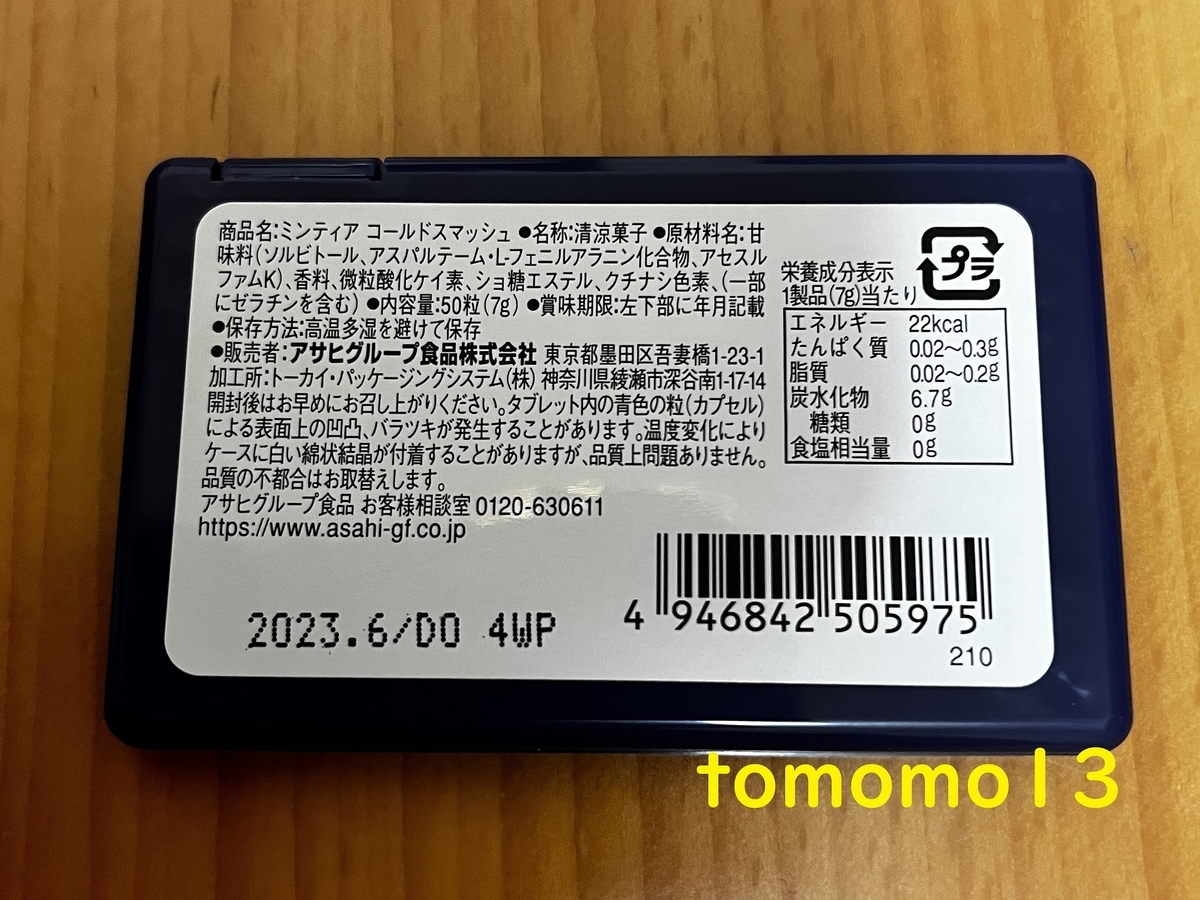 商品名:ミンティア コールドスマッシュ ●名称:清涼菓子 ●原材料名:甘
味料(ソルビトール、アスパルテーム・L-フェニルアラニン化合物、アセスル
ファムK)、香料、微粒酸化ケイ素、ショ糖エステル、クチナシ色素、(一部
にゼラチンを含む) ●内容量:50粒(7g) ●賞味期限:左下部に年月記載
●保存方法:高温多湿を避けて保存
●販売者:アサヒグループ食品株式会社 東京都墨田区吾妻橋1-23-1
加工所:トーカイ・パッケージングシステム(株) 神奈川県綾瀬市深谷南1-17-14
開封後はお早めにお召し上がりください。タブレット内の青色の粒(カプセル)
による表面上の凹凸、バラツキが発生することがあります。温度変化により
ケースに白い綿状結晶が付着することがありますが、品質上問題ありません。
品質の不都合はお取替えします。
アサヒグループ食品 お客様相談室 0120-630611
https://www.asahi-gf.co.jp
プラ
栄養成分表示
1製品(7g)当たり
エネルギー 22kcal
たんぱく質 0.02~0.3g
脂質 0.02~0.2g
炭水化物 6.7g
糖類 0g
食塩相当量 0g
2023.6/DO 4WP
4 946842 505975
210
tomomo13